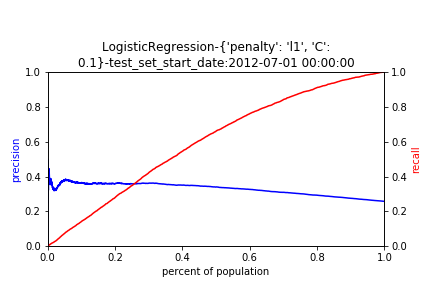 LogisticRegression-{'penalty': 'l1', 'C':
0.1}-test_set_start_date:2012-07-01 00:00:00
1.0
1.0
0.8
0.8
0.6
0.6
0.4
0.4
0.2
0.2
0.0
0.0
precision
recall
0.0 0.2 0.4 0.6 0.8 1.0
percent of population